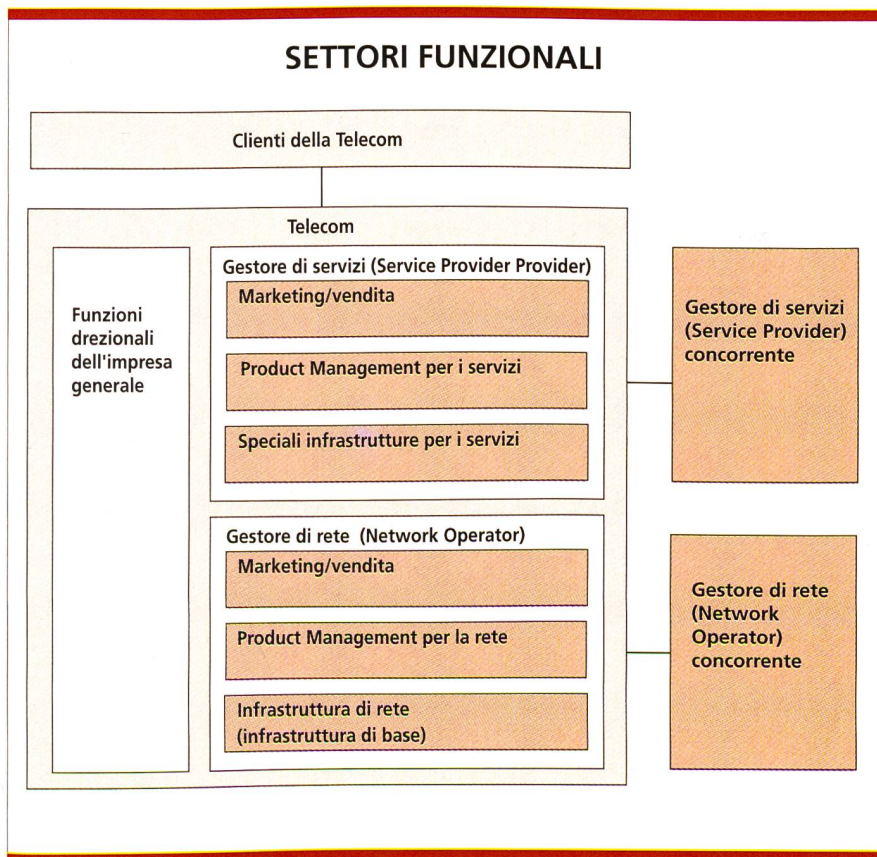 SETTORI FUNZIONALI
Clienti della Telecom
Telecom
Funzioni
drezionali
dell'impresa
generale
Gestore di servizi (Service Provider Provider)
Marketing/vendita
Product Management per i servizi
Speciali infrastrutture per i servizi
Gestore di rete (Network Operator)
Marketing/vendita
Product Management per la rete
Infrastruttura di rete
(infrastruttura di base)
Gestore di servizi
(Service Provider)
concorrente
Gestore di rete
(Network
Operator)
concorrente